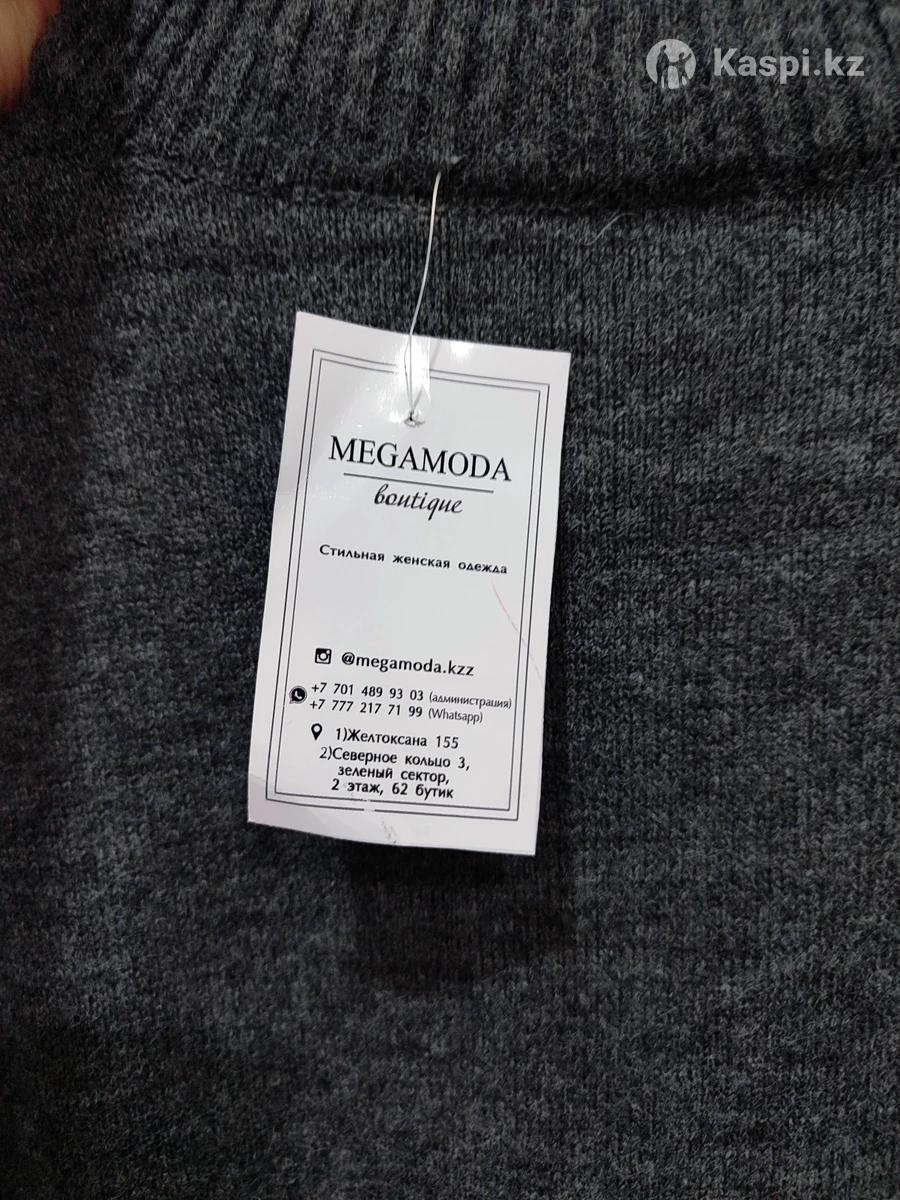 Kaspi.kz
MEGAMODA
boutique
Стильная женская одежда
@megamoda.kzz
+7 701 489 93 03 (администрация)
+7 777 217 71 99 (Whatsapp)
1)Желтоксана 155
2)Северное кольцо 3,
зеленый сектор,
2 этаж, 62 бутик